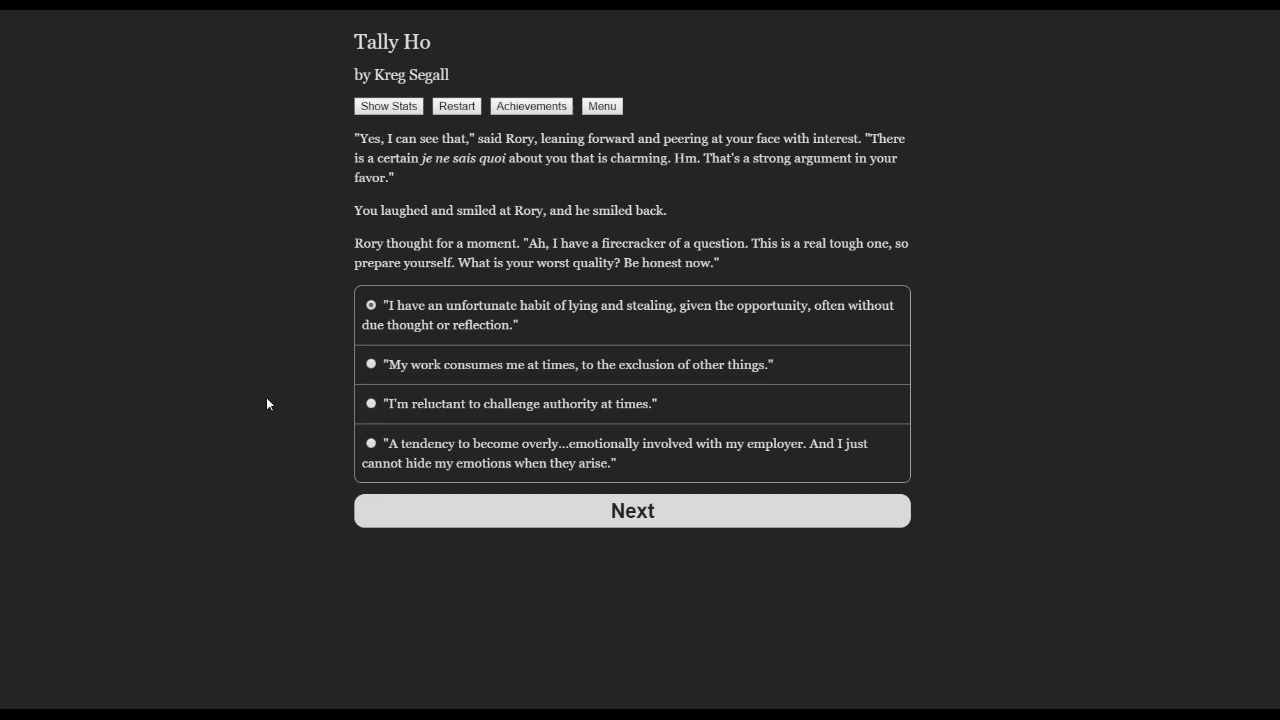 Tally Ho
by Kreg Segall
Show Stats Restart Achievements Menu
"Yes, I can see that," said Rory, leaning forward and peering at your face with interest. "There
is a certain je ne sais quoi about you that is charming. Hm. That's a strong argument in your
favor."
You laughed and smiled at Rory, and he smiled back.
Rory thought for a moment. "Ah, I have a firecracker of a question. This is a real tough one, so
prepare yourself. What is your worst quality? Be honest now."
"I have an unfortunate habit of lying and stealing, given the opportunity, often without
due thought or reflection."
"My work consumes me at times, to the exclusion of other things."
"I'm reluctant to challenge authority at times."
"A tendency to become overly...emotionally involved with my employer. And I just
cannot hide my emotions when they arise."
Next